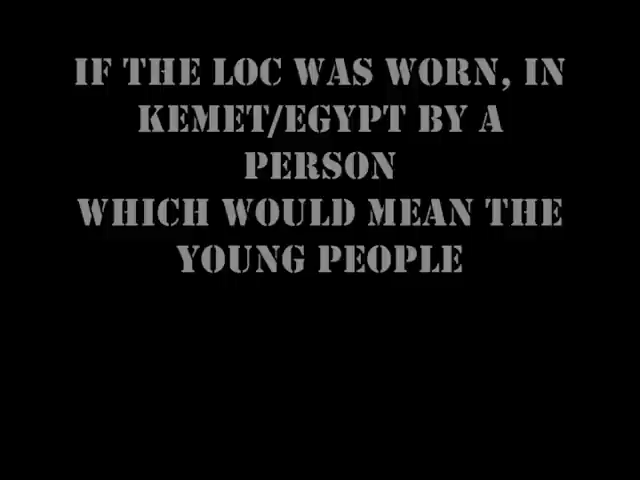 IF THE LOC WAS WORN, IN
KEMET/EGYPT BY A
PERSON
WHICH WOULD MEAN THE
YOUNG PEOPLE